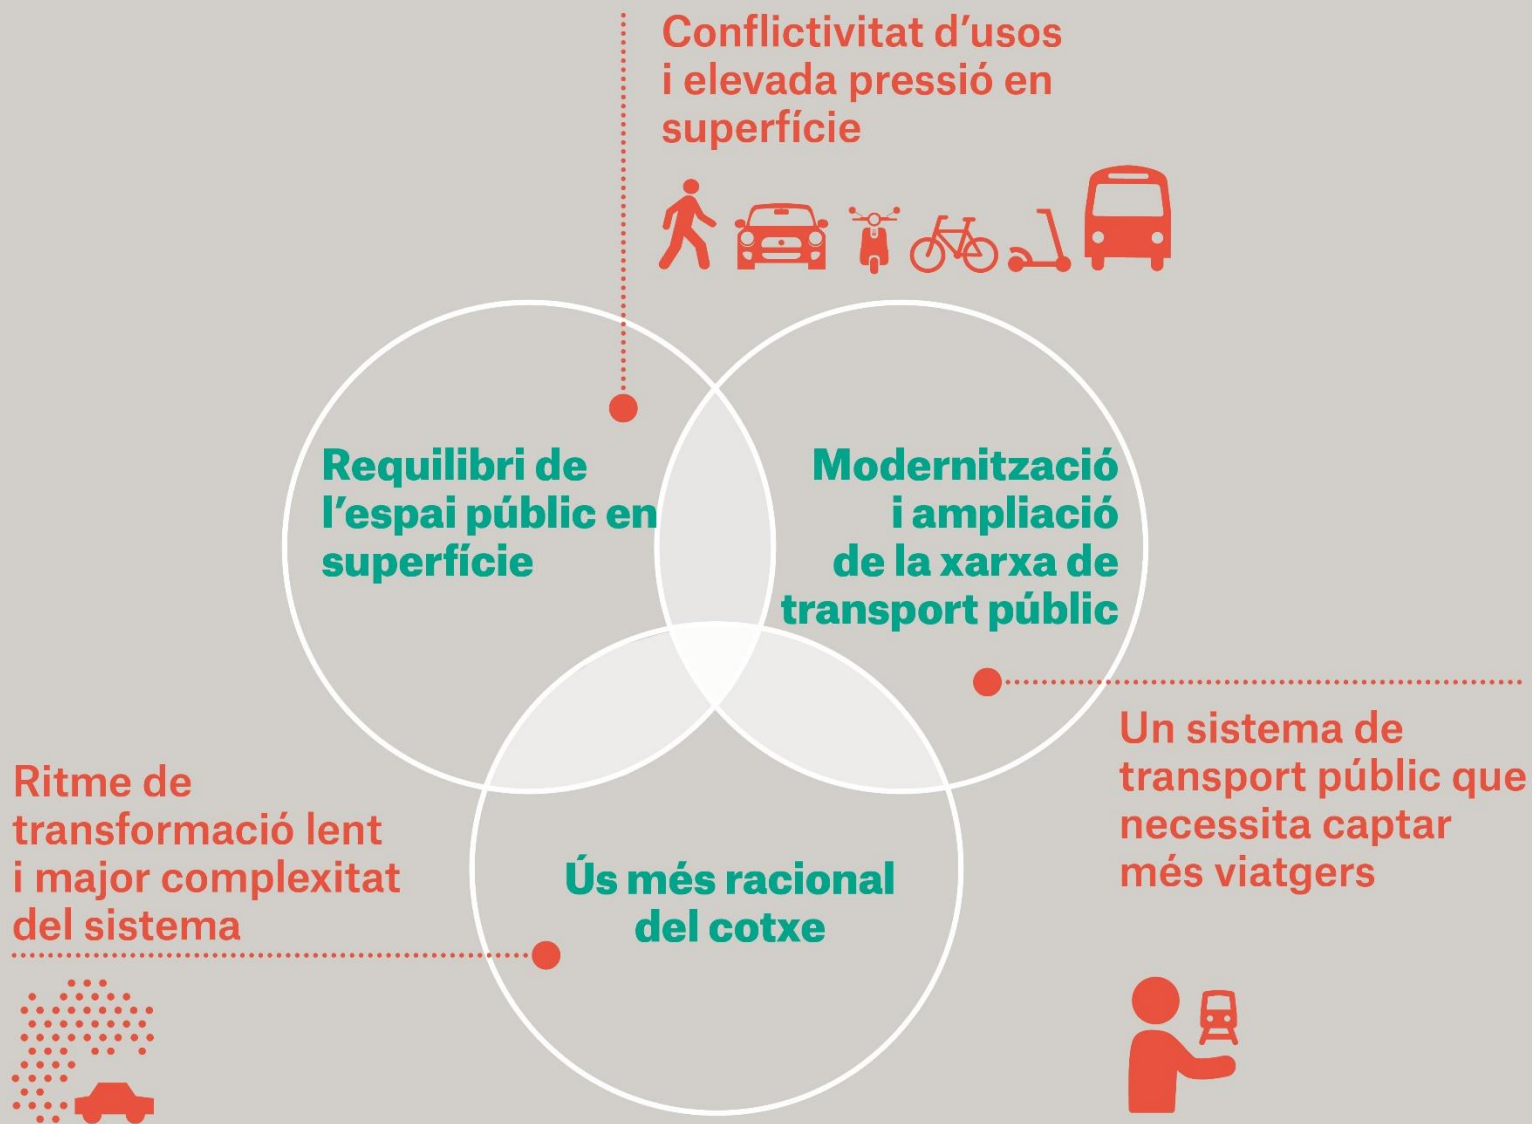 Conflictivitat d’usos
i elevada pressió en
superfície
Requilibri de
l’espai públic en
superfície
Modernització
i ampliació
de la xarxa de
transport públic
Un sistema de
transport públic que
necessita captar
més viatgers
Ritme de
transformació lent
i major complexitat
del sistema
Ús més racional
del cotxe